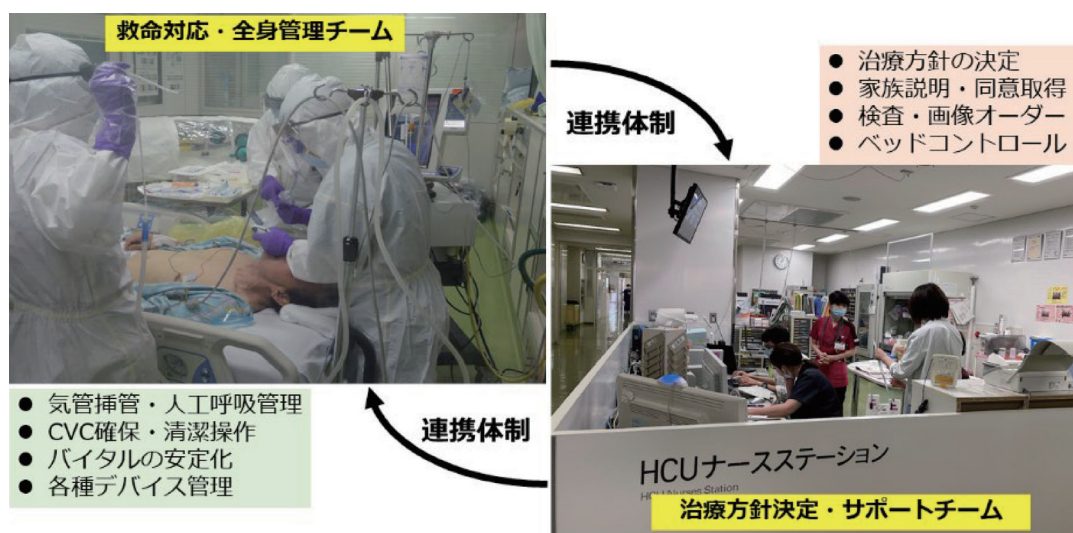 救命対応・全身管理チーム
連携体制
● 治療方針の決定
● 家族説明・同意取得
● 検査・画像オーダー
● ベッドコントロール
● 気管挿管・人工呼吸管理
● CVC確保・清潔操作
● バイタルの安定化
● 各種デバイス管理
連携体制
HCUナースステーション
HCU Nurses Station
治療方針決定・サポートチーム